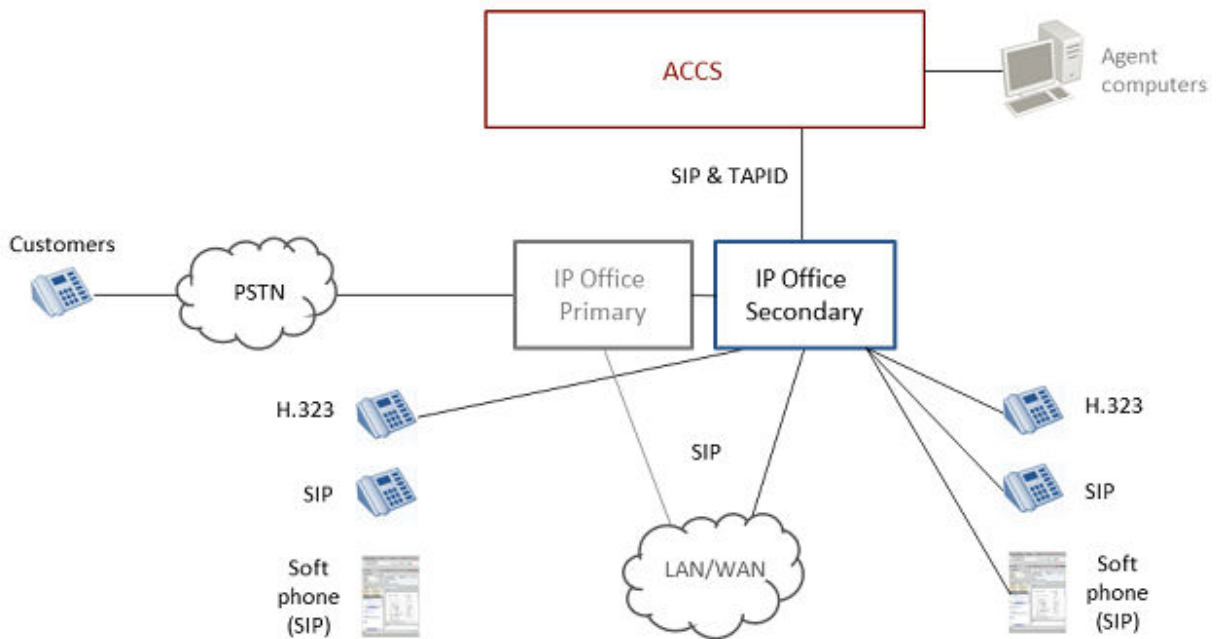 ACCS
Agent
computers
SIP & TAPID
Customers
PSTN
IP Office
Primary
IP Office
Secondary
H.323
SIP
Soft
phone
(SIP)
SIP
LAN/WAN
H.323
SIP
Soft
phone
(SIP)